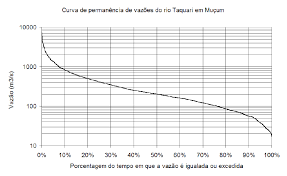 Curva de permanência de vazões do rio Taquari em Muçum
10000
1000
100
10
Vazão (m3/s)
0% 10% 20% 30% 40% 50% 60% 70% 80% 90% 100%
Porcentagem do tempo em que a vazão é igualada ou excedida